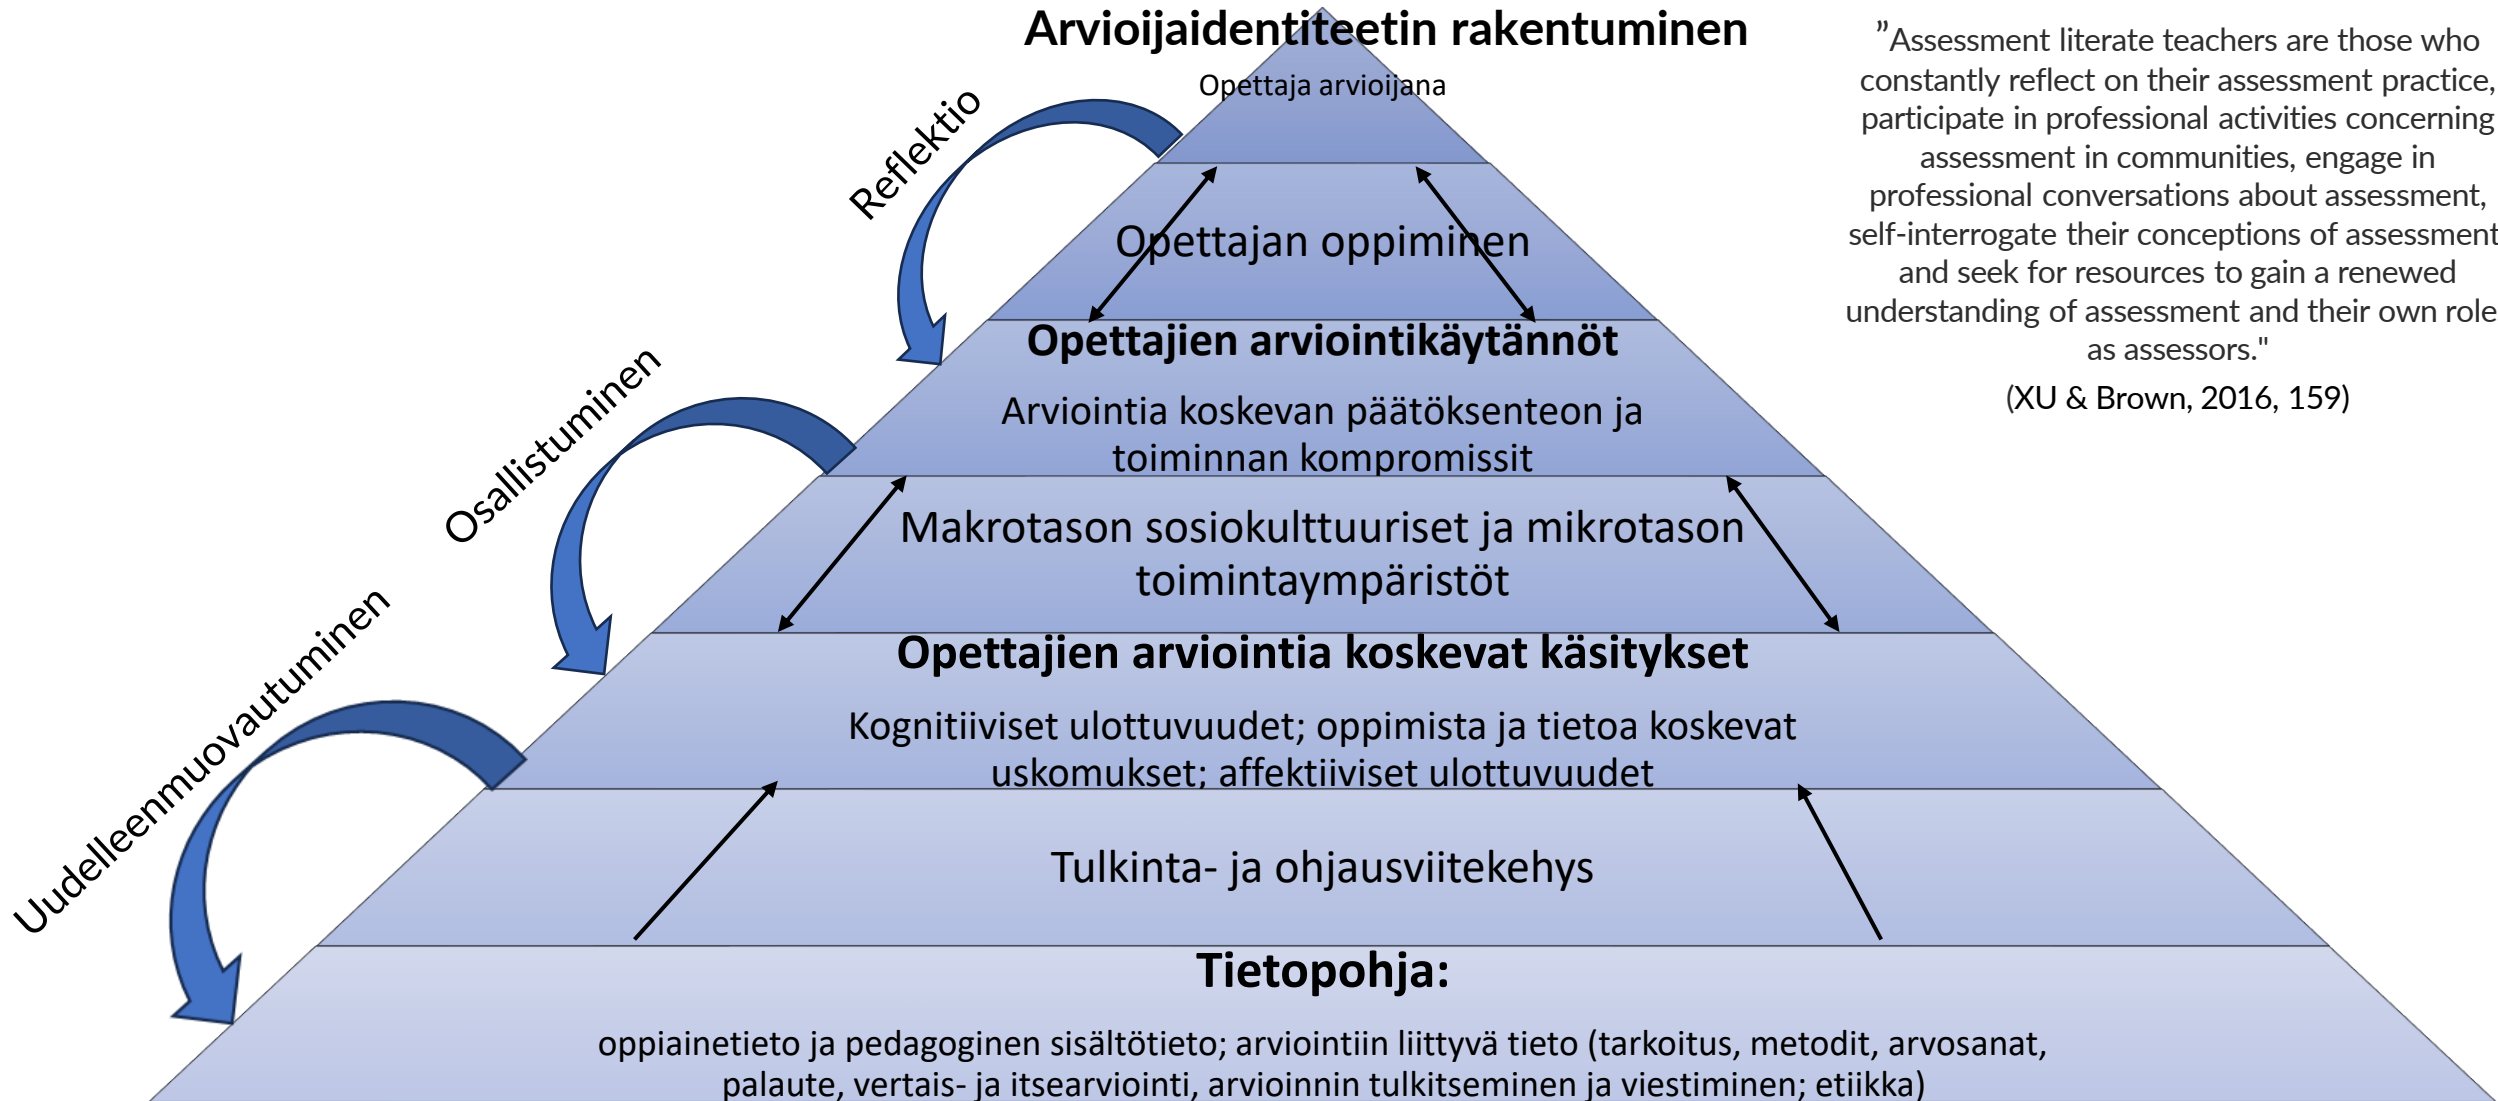 Arvioijaidentiteetin rakentuminen
Opettaja arvioijana
Reflektio
Opettajan oppiminen
Opettajien arviointikäytännöt
Arviointia koskevan päätöksenteon ja
toiminnan kompromissit
Osallistuminen
Makrotason sosiokulttuuriset ja mikrotason
toimintaympäristöt
Opettajien arviointia koskevat käsitykset
Kognitiiviset ulottuvuudet; oppimista ja tietoa koskevat
uskomukset; affektiiviset ulottuvuudet
Uudelleenmuovautuminen
Tulkinta- ja ohjausviitekehys
Tietopohja:
oppiainetieto ja pedagoginen sisältötieto; arviointiin liittyvä tieto (tarkoitus, metodit, arvosanat,
palaute, vertais- ja itsearviointi, arvioinnin tulkitseminen ja viestiminen; etiikka)
”Assessment literate teachers are those who
constantly reflect on their assessment practice,
participate in professional activities concerning
assessment in communities, engage in
professional conversations about assessment,
self-interrogate their conceptions of assessment
and seek for resources to gain a renewed
understanding of assessment and their own role
as assessors."
(XU & Brown, 2016, 159)